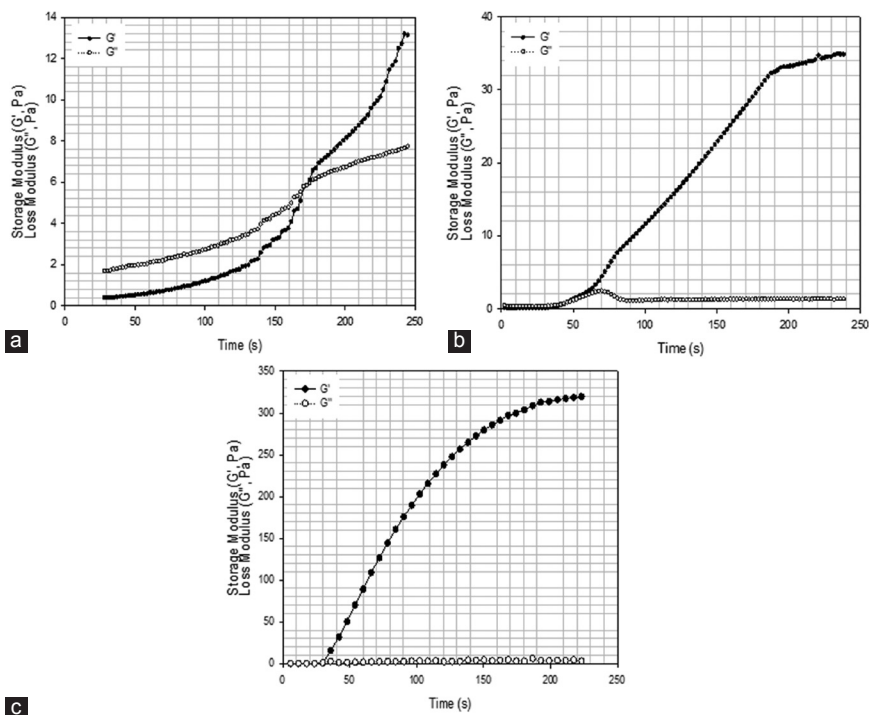 14
12
10
8
6
4
2
0
G'
G"
Storage Modulus (G', Pa)
Loss Modulus (G", Pa)
0 50 100 150 200 250
Time (s)
a
40
30
20
10
0
G'
G"
Storage Modulus (G', Pa)
Loss Modulus (G", Pa)
0 50 100 150 200 250
Time (s)
b
350
300
250
200
150
100
50
0
G'
G"
Storage Modulus (G', Pa)
Loss Modulus (G", Pa)
0 50 100 150 200 250
Time (s)
c